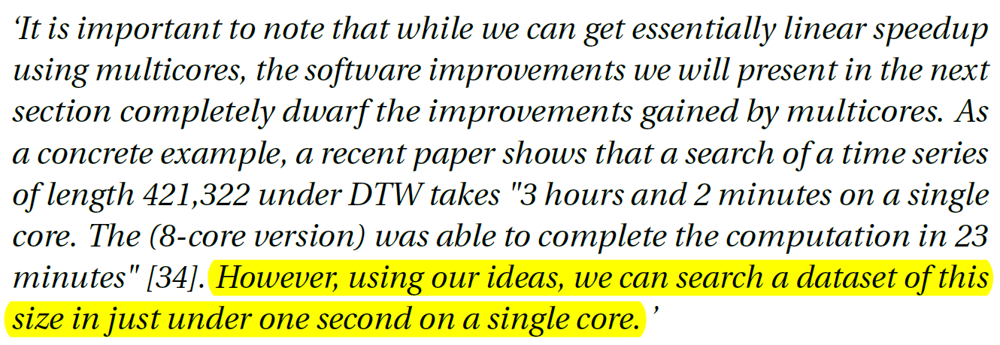 ‘It is important to note that while we can get essentially linear speedup
using multicores, the software improvements we will present in the next
section completely dwarf the improvements gained by multicores. As
a concrete example, a recent paper shows that a search of a time series
of length 421,322 under DTW takes "3 hours and 2 minutes on a single
core. The (8-core version) was able to complete the computation in 23
minutes" [34]. However, using our ideas, we can search a dataset of this
size in just under one second on a single core. ’